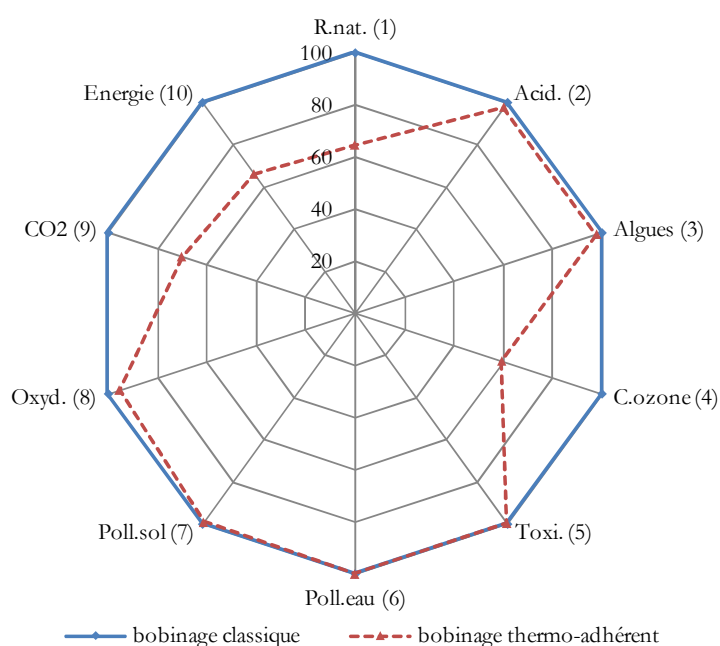 R.nat. (1)
100
Energie (10)
Acid. (2)
80
60
CO2 (9)
40
Algues (3)
20
Oxyd. (8)
C.ozone (4)
Poll.sol (7)
Toxi. (5)
Poll.eau (6)
bobinage classique
bobinage thermo-adhérent